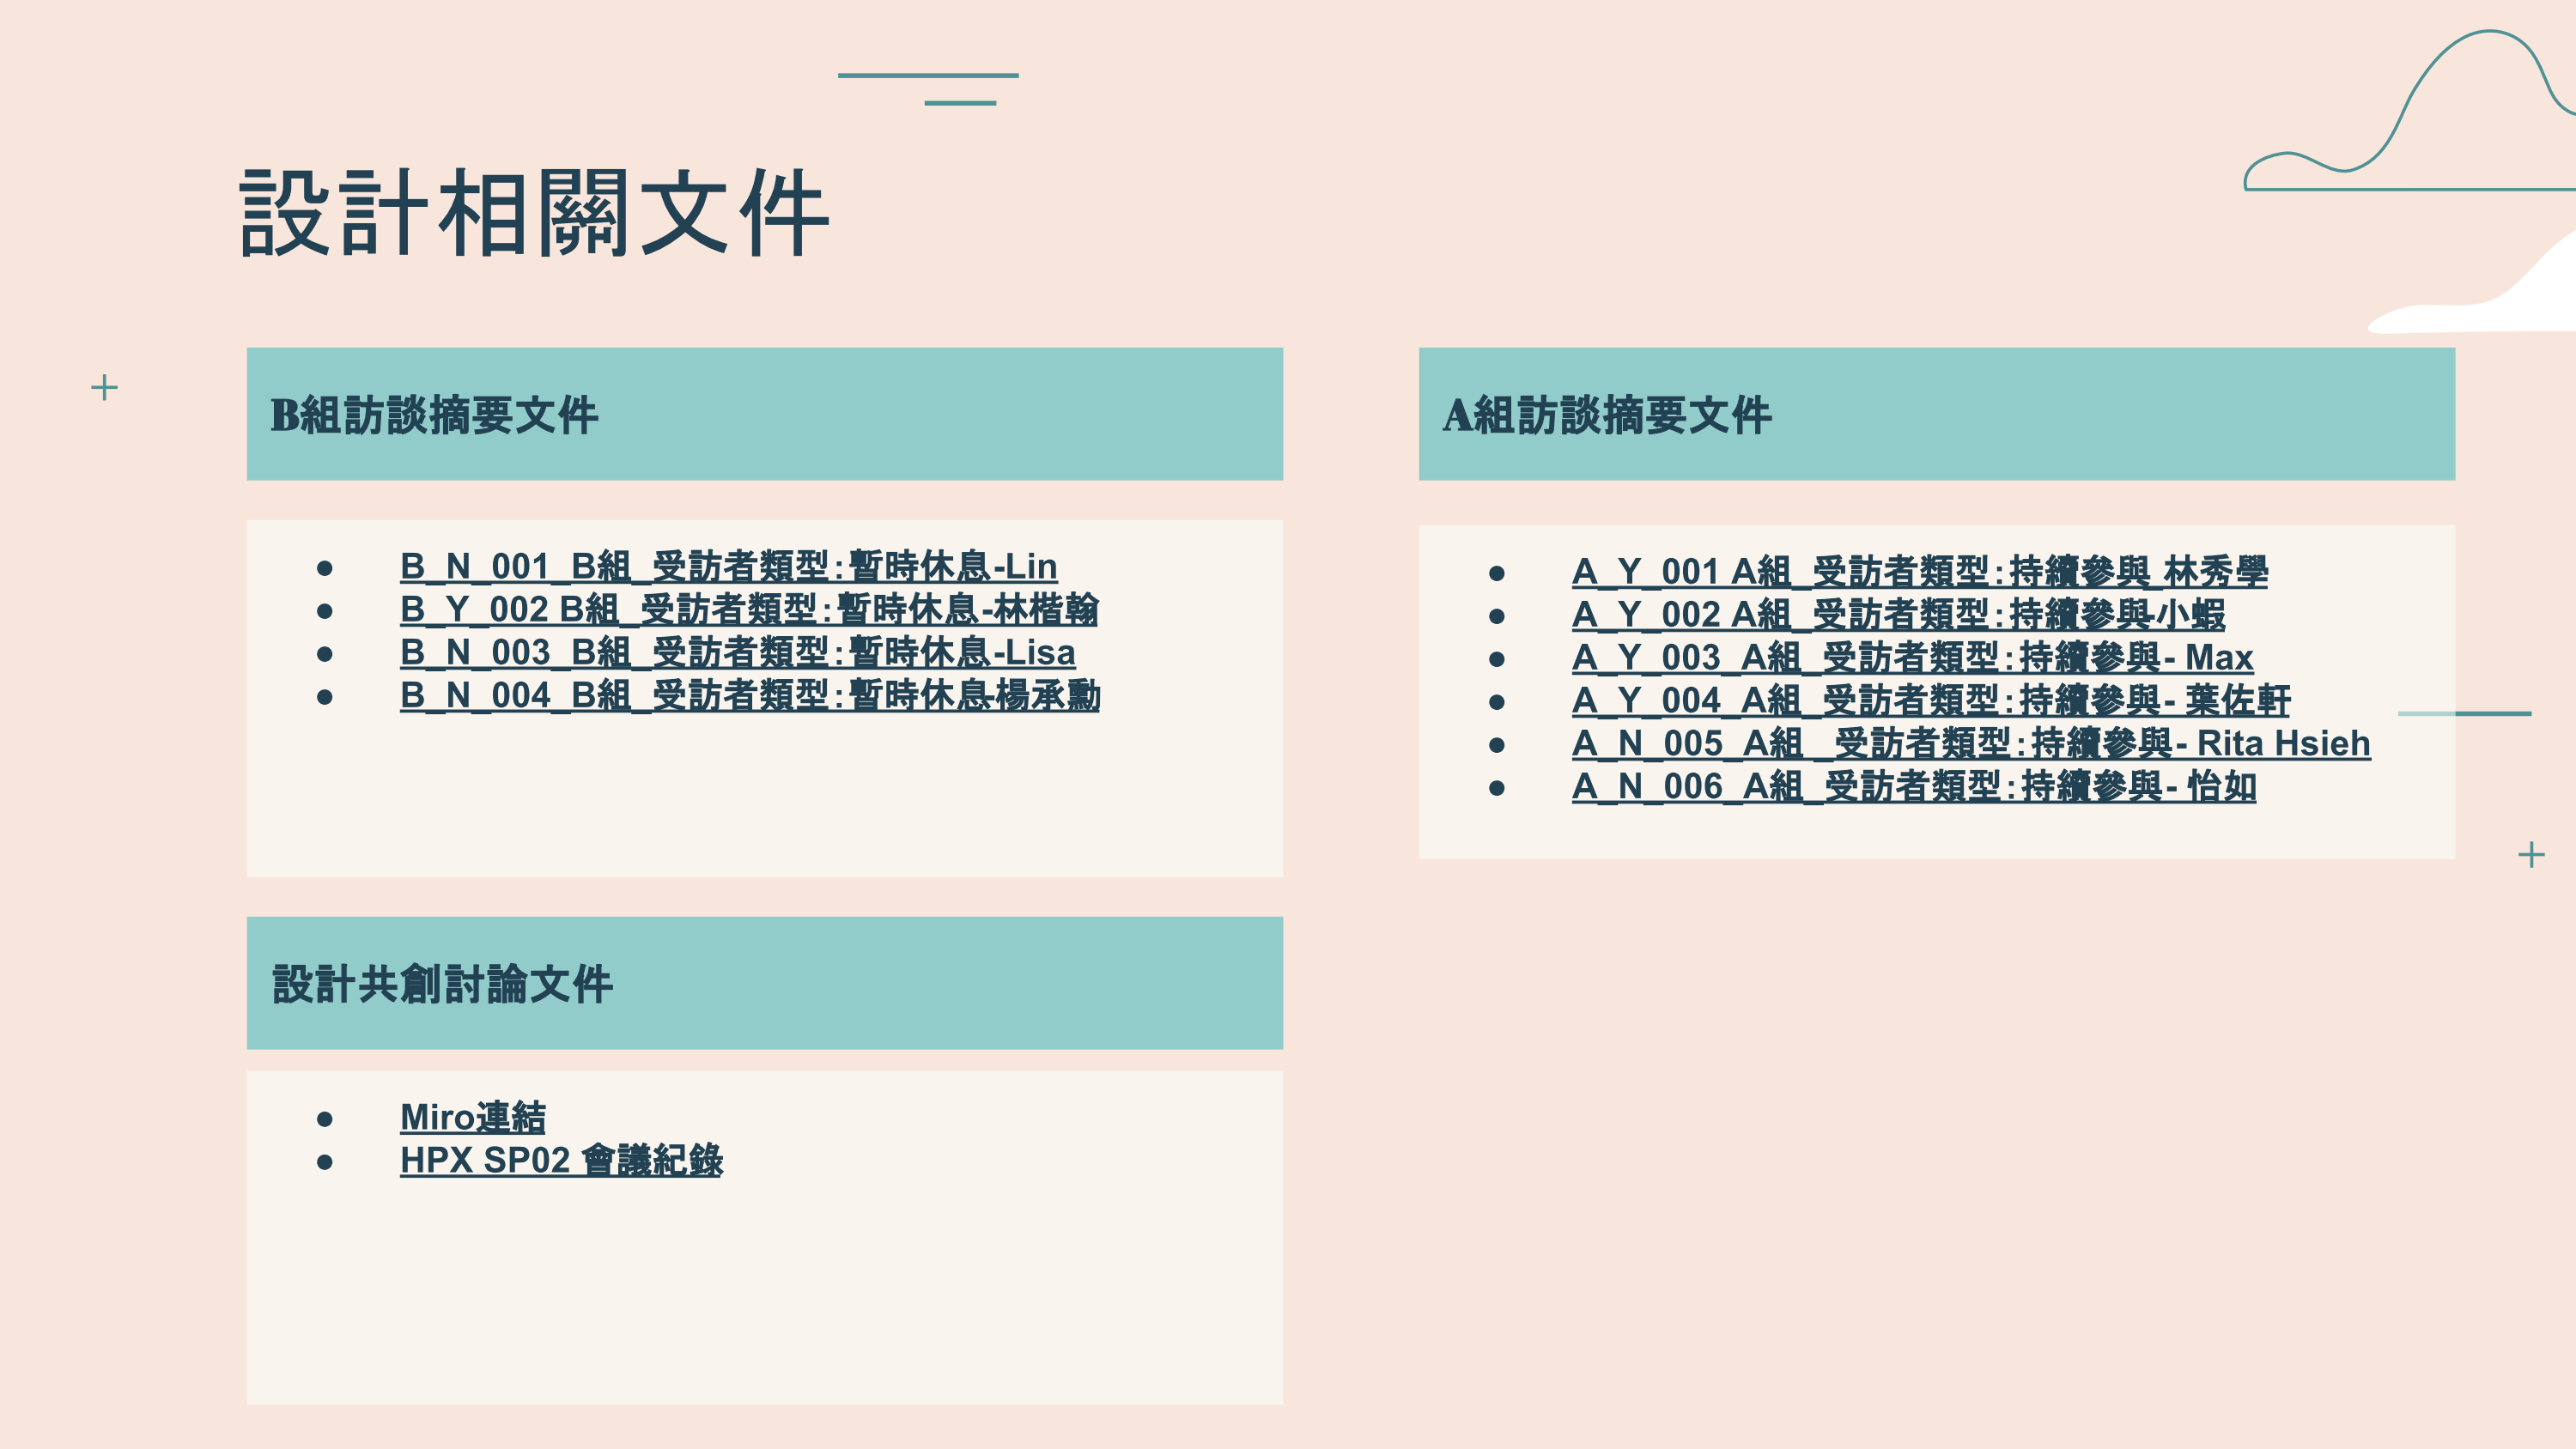 設計相關文件
B組訪談摘要文件
● B_N_001_B組_受訪者類型：暫時休息-Lin
● B_Y_002 B組_受訪者類型：暫時休息-林楷翰
● B_N_003_B組_受訪者類型：暫時休息-Lisa
● B_N_004_B組_受訪者類型：暫時休息-楊承勳
A組訪談摘要文件
● A_Y_001 A組_受訪者類型：持續參與_林秀學
● A_Y_002 A組_受訪者類型：持續參與-小蝦
● A_Y_003_A組_受訪者類型：持續參與- Max
● A_Y_004_A組_受訪者類型：持續參與- 葉佐軒
● A_N_005_A組 _受訪者類型：持續參與- Rita Hsieh
● A_N_006_A組_受訪者類型：持續參與- 怡如
設計共創討論文件
● Miro連結
● HPX SP02 會議紀錄